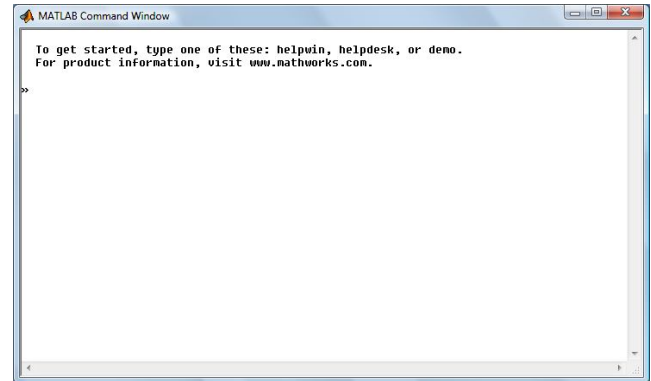 MATLAB Command Window
To get started, type one of these: helpwin, helpdesk, or demo.
For product information, visit www.mathworks.com.
»